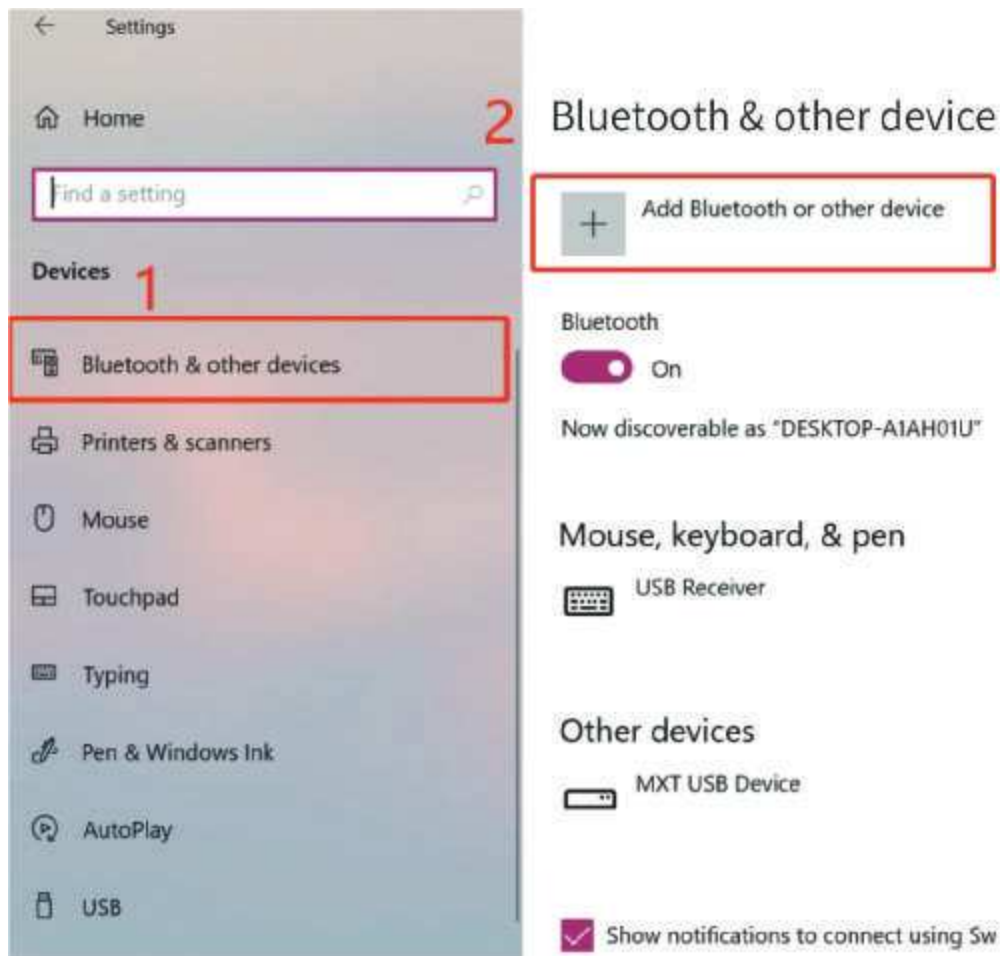 Settings
Home
Find a setting
Devices
1
Bluetooth & other devices
Printers & scanners
Mouse
Touchpad
Typing
Pen & Windows Ink
AutoPlay
USB
2
Bluetooth & other device
Add Bluetooth or other device
Bluetooth
On
Now discoverable as "DESKTOP-A1AH01U"
Mouse, keyboard, & pen
USB Receiver
Other devices
MXT USB Device
Show notifications to connect using Sw